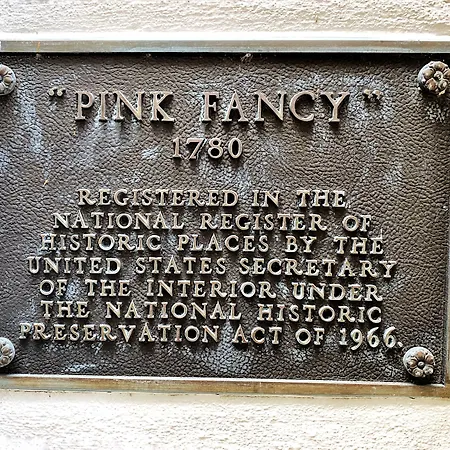 "PINK FANCY"
1780
REGISTERED IN THE
NATIONAL REGISTER OF
HISTORIC PLACES BY THE
UNITED STATES SECRETARY
OF THE INTERIOR UNDER
THE NATIONAL HISTORIC
PRESERVATION ACT OF 1966.